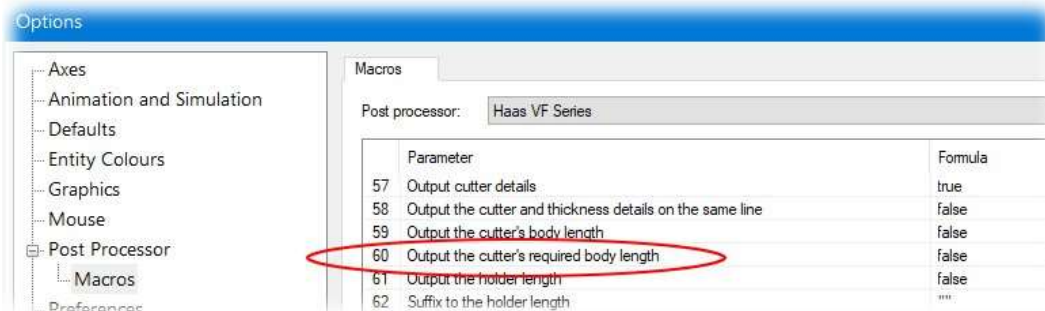 Options
Axes
Animation and Simulation
Defaults
Entity Colours
Graphics
Mouse
Post Processor
Macros
Preferences
Macros
Post processor: Haas VF Series
Parameter Formula
57 Output cutter details true
58 Output the cutter and thickness details on the same line false
59 Output the cutter's body length false
60 Output the cutter's required body length false
61 Output the holder length false
62 Suffix to the holder length ""